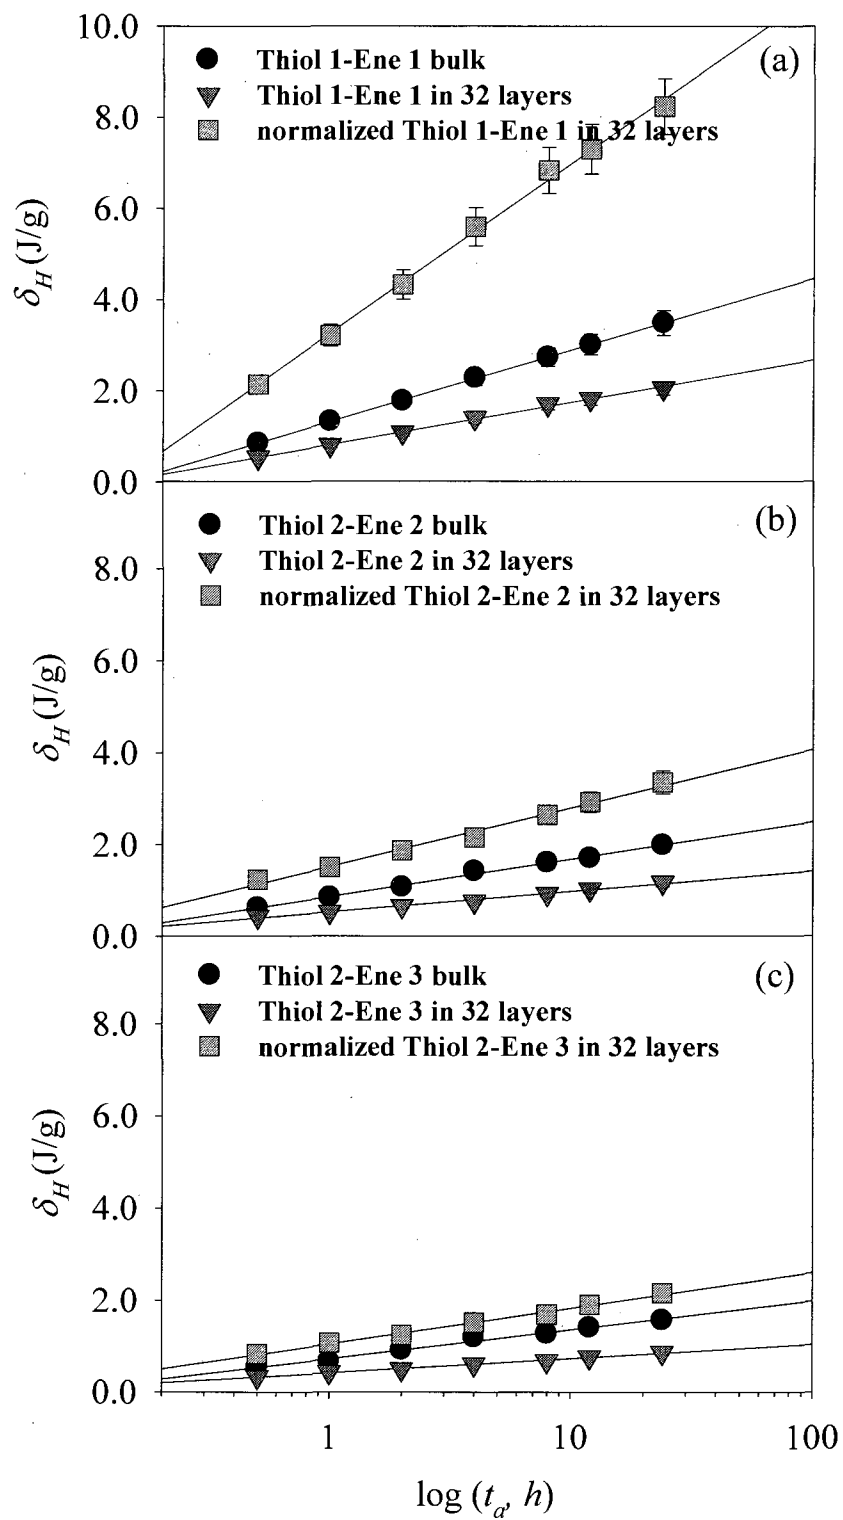 10.0
(a)
Thiol 1-Ene 1 bulk
Thiol 1-Ene 1 in 32 layers
normalized Thiol 1-Ene 1 in 32 layers
8.0
6.0
δH (J/g)
4.0
2.0
0.0
(b)
Thiol 2-Ene 2 bulk
Thiol 2-Ene 2 in 32 layers
normalized Thiol 2-Ene 2 in 32 layers
8.0
6.0
δH (J/g)
4.0
2.0
0.0
(c)
Thiol 2-Ene 3 bulk
Thiol 2-Ene 3 in 32 layers
normalized Thiol 2-Ene 3 in 32 layers
8.0
6.0
δH (J/g)
4.0
2.0
0.0
1 10 100
log (ta, h)